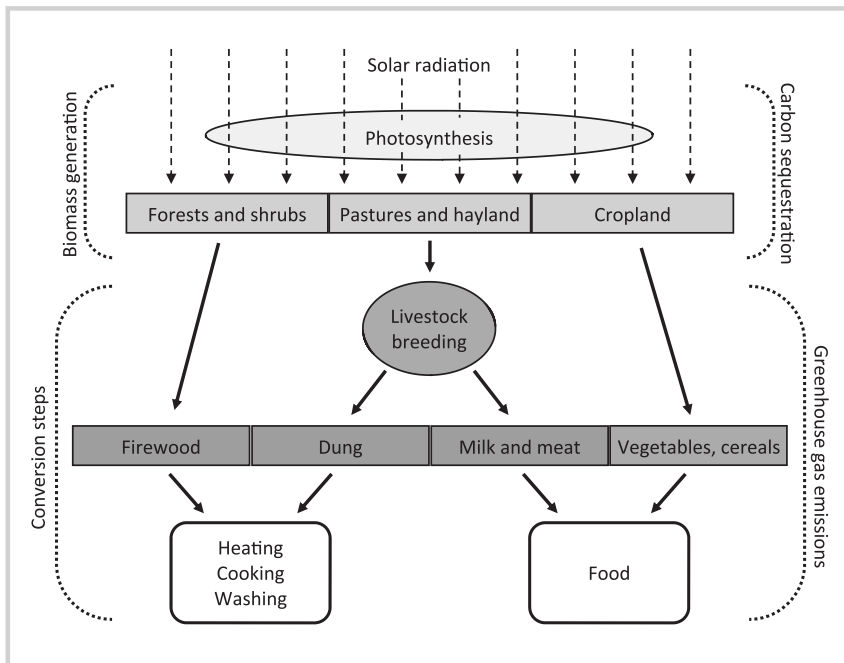 Solar radiation
Photosynthesis
Biomass generation
Carbon sequestration
Forests and shrubs
Pastures and hayland
Cropland
Livestock
breeding
Conversion steps
Greenhouse gas emissions
Firewood
Dung
Milk and meat
Vegetables, cereals
Heating
Cooking
Washing
Food